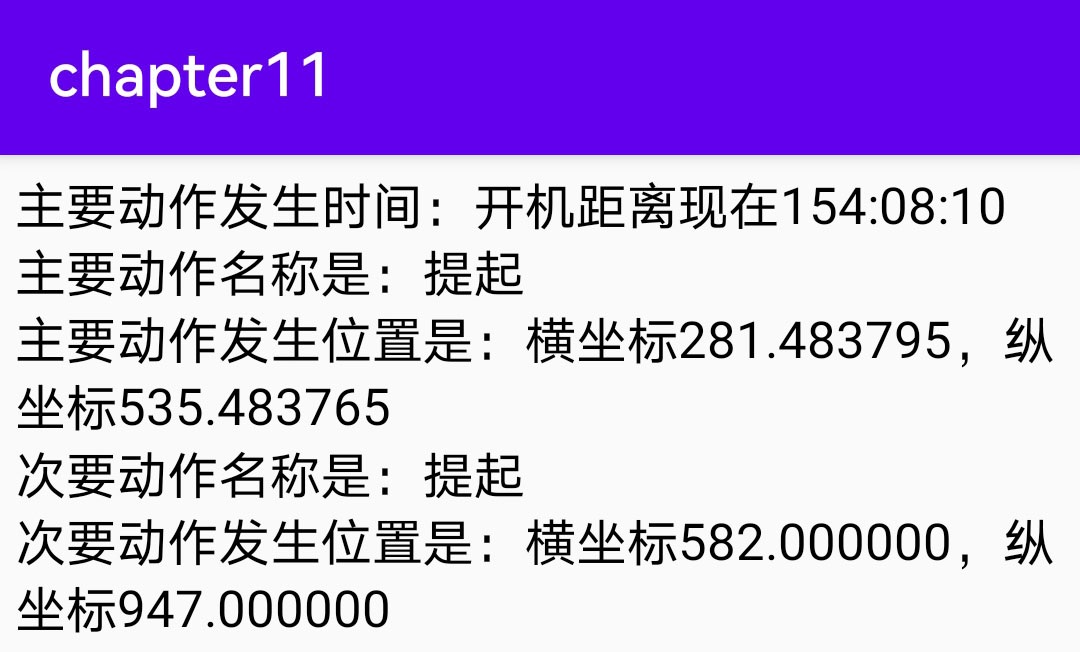 chapter11
主要动作发生时间：开机距离现在154:08:10
主要动作名称是：提起
主要动作发生位置是：横坐标281.483795，纵
坐标535.483765
次要动作名称是：提起
次要动作发生位置是：横坐标582.000000，纵
坐标947.000000